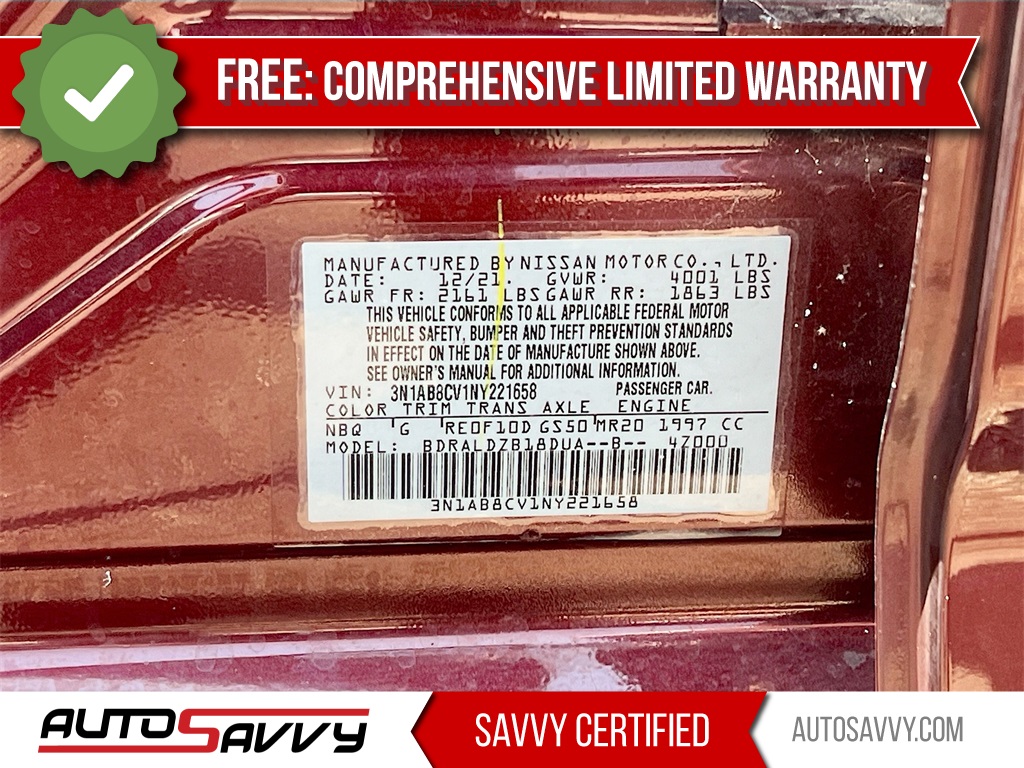 FREE: COMPREHENSIVE LIMITED WARRANTY
MANUFACTURED BY NISSAN MOTOR CO., LTD.
DATE: 12/21. GVWR: 4001 LBS
GAWR FR: 2161 LBS GAWR RR: 1863 LBS
THIS VEHICLE CONFORMS TO ALL APPLICABLE FEDERAL MOTOR
VEHICLE SAFETY, BUMPER AND THEFT PREVENTION STANDARDS
IN EFFECT ON THE DATE OF MANUFACTURE SHOWN ABOVE.
SEE OWNER'S MANUAL FOR ADDITIONAL INFORMATION.
VIN: 3N1AB8CV1NY221658 PASSENGER CAR.
COLOR TRIM TRANS AXLE ENGINE
NBQ G RE0F10D GS50 MR20 1997 CC
MODEL: BDRALDZB18DUA--B-- 4Z000
3N1AB8CV1NY221658
AUTOSAVVY
SAVVY CERTIFIED
AUTOSAVVY.COM